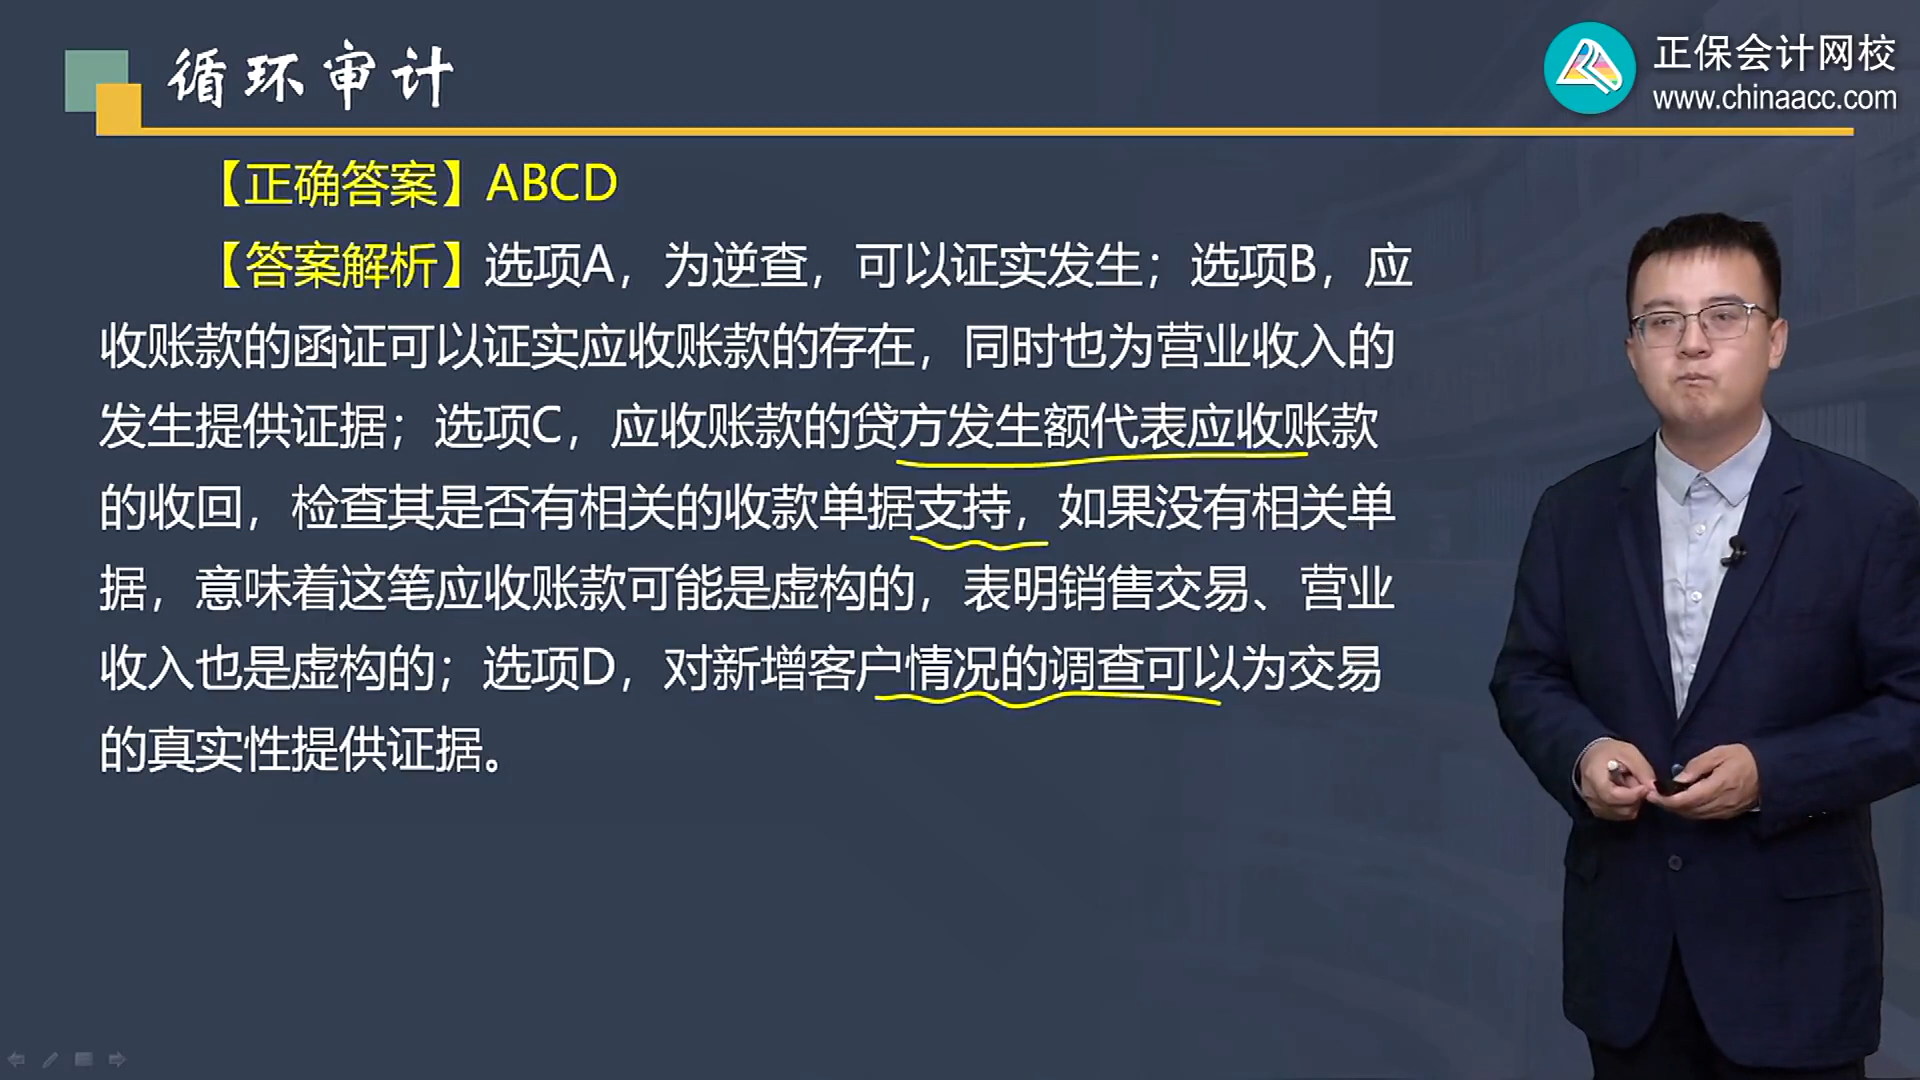 循环审计
正保会计网校
www.chinaacc.com
【正确答案】ABCD
【答案解析】选项A，为逆查，可以证实发生；选项B，应
收账款的函证可以证实应收账款的存在，同时也为营业收入的
发生提供证据；选项C，应收账款的贷方发生额代表应收账款
的收回，检查其是否有相关的收款单据支持，如果没有相关单
据，意味着这笔应收账款可能是虚构的，表明销售交易、营业
收入也是虚构的；选项D，对新增客户情况的调查可以为交易
的真实性提供证据。